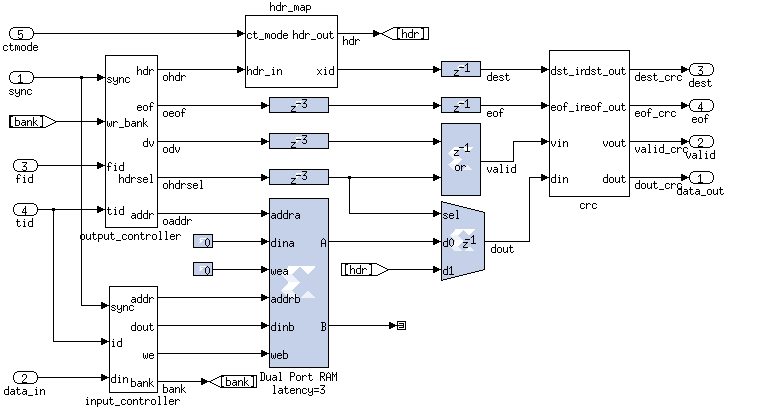 hdr_map
5
ctmode
ct_mode
hdr_out
hdr
[hdr]
hdr_in
xid
z-1
dest
dst_in
dst_out
dest_crc
3
dest
1
sync
sync
hdr
ohdr
eof
oeof
z-3
z-1
eof
eof_in
eof_out
eof_crc
4
eof
[bank]
wr_bank
dv
odv
z-3
z-1
or
valid
vin
vout
valid_crc
2
valid
3
fid
fid
hdrsel
ohdrsel
z-3
din
dout
dout_crc
1
data_out
crc
4
tid
tid
addr
oaddr
output_controller
addra
sel
0
dina
A
d0
z-1
dout
0
wea
[hdr]
d1
addrb
sync
addr
dout
dinb
B
id
we
web
2
data_in
din
bank
bank
[bank]
input_controller
Dual Port RAM
latency=3